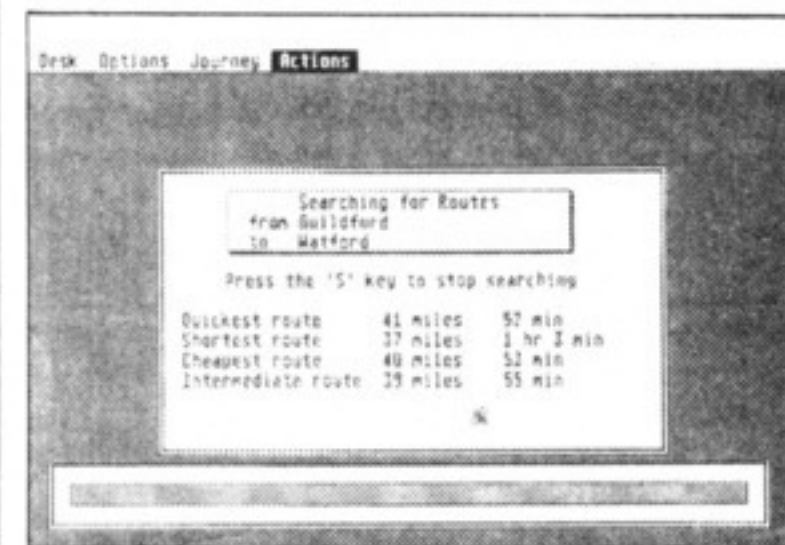 Desk Options Journey Actions
Searching for Routes
from Guildford
to Watford
Press the 'S' key to stop searching
Quickest route 41 miles 52 min
Shortest route 37 miles 1 hr 3 min
Cheapest route 40 miles 53 min
Intermediate route 39 miles 55 min